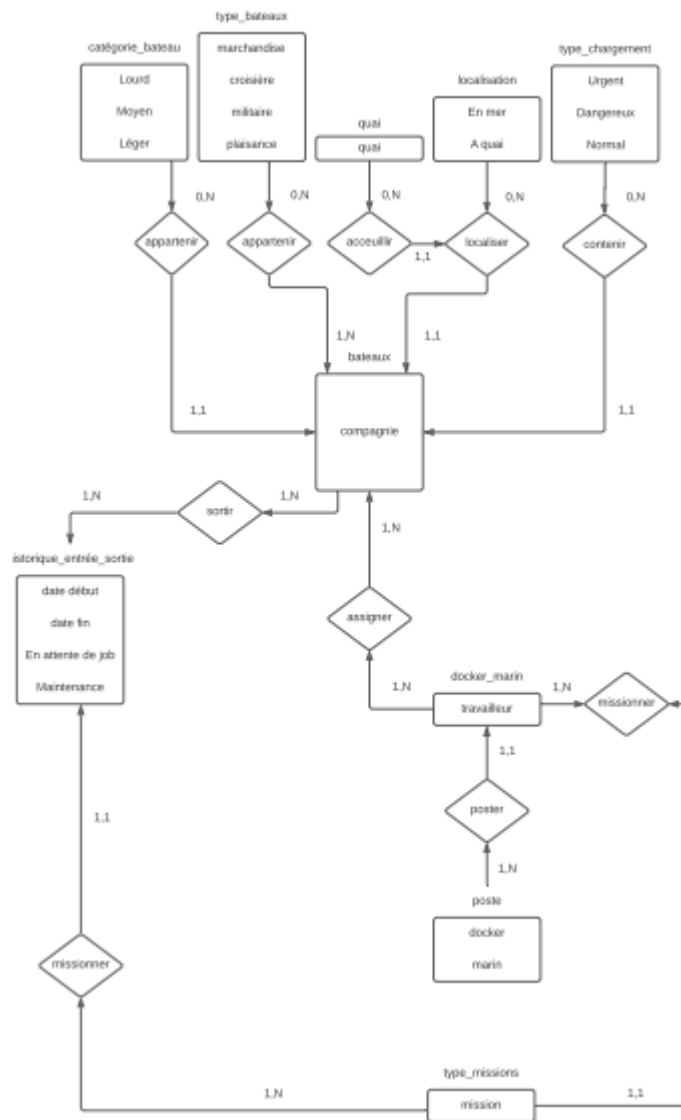 type_bateaux
catégorie_bateau
type_chargement
marchandise
Lourd
localisation
Urgent
croisière
Moyen
En mer
Dangereux
quai
militaire
Léger
quai
A quai
Normal
plaisance
0,N
0,N
0,N
0,N
0,N
appartenir
appartenir
acceuillir
localiser
contenir
1,1
1,N
1,1
bateaux
1,1
1,1
compagnie
1,N
1,N
sortir
1,N
istorique_entrée_sortie
date début
date fin
assigner
En attente de job
Maintenance
docker_marin
1,N
1,N
travailleur
missionner
1,1
1,1
poster
1,N
poste
docker
marin
missionner
type_missions
1,N
1,1
mission